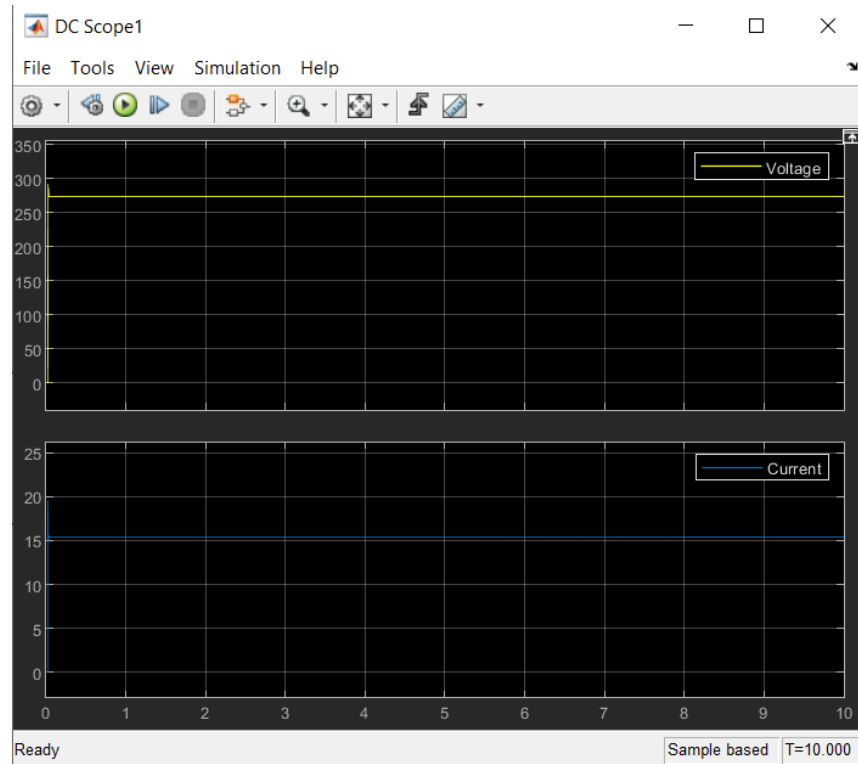 DC Scope1
File Tools View Simulation Help
350
300
250
200
150
100
50
0
Voltage
25
20
15
10
5
0
Current
0 1 2 3 4 5 6 7 8 9 10
Ready Sample based T=10.000